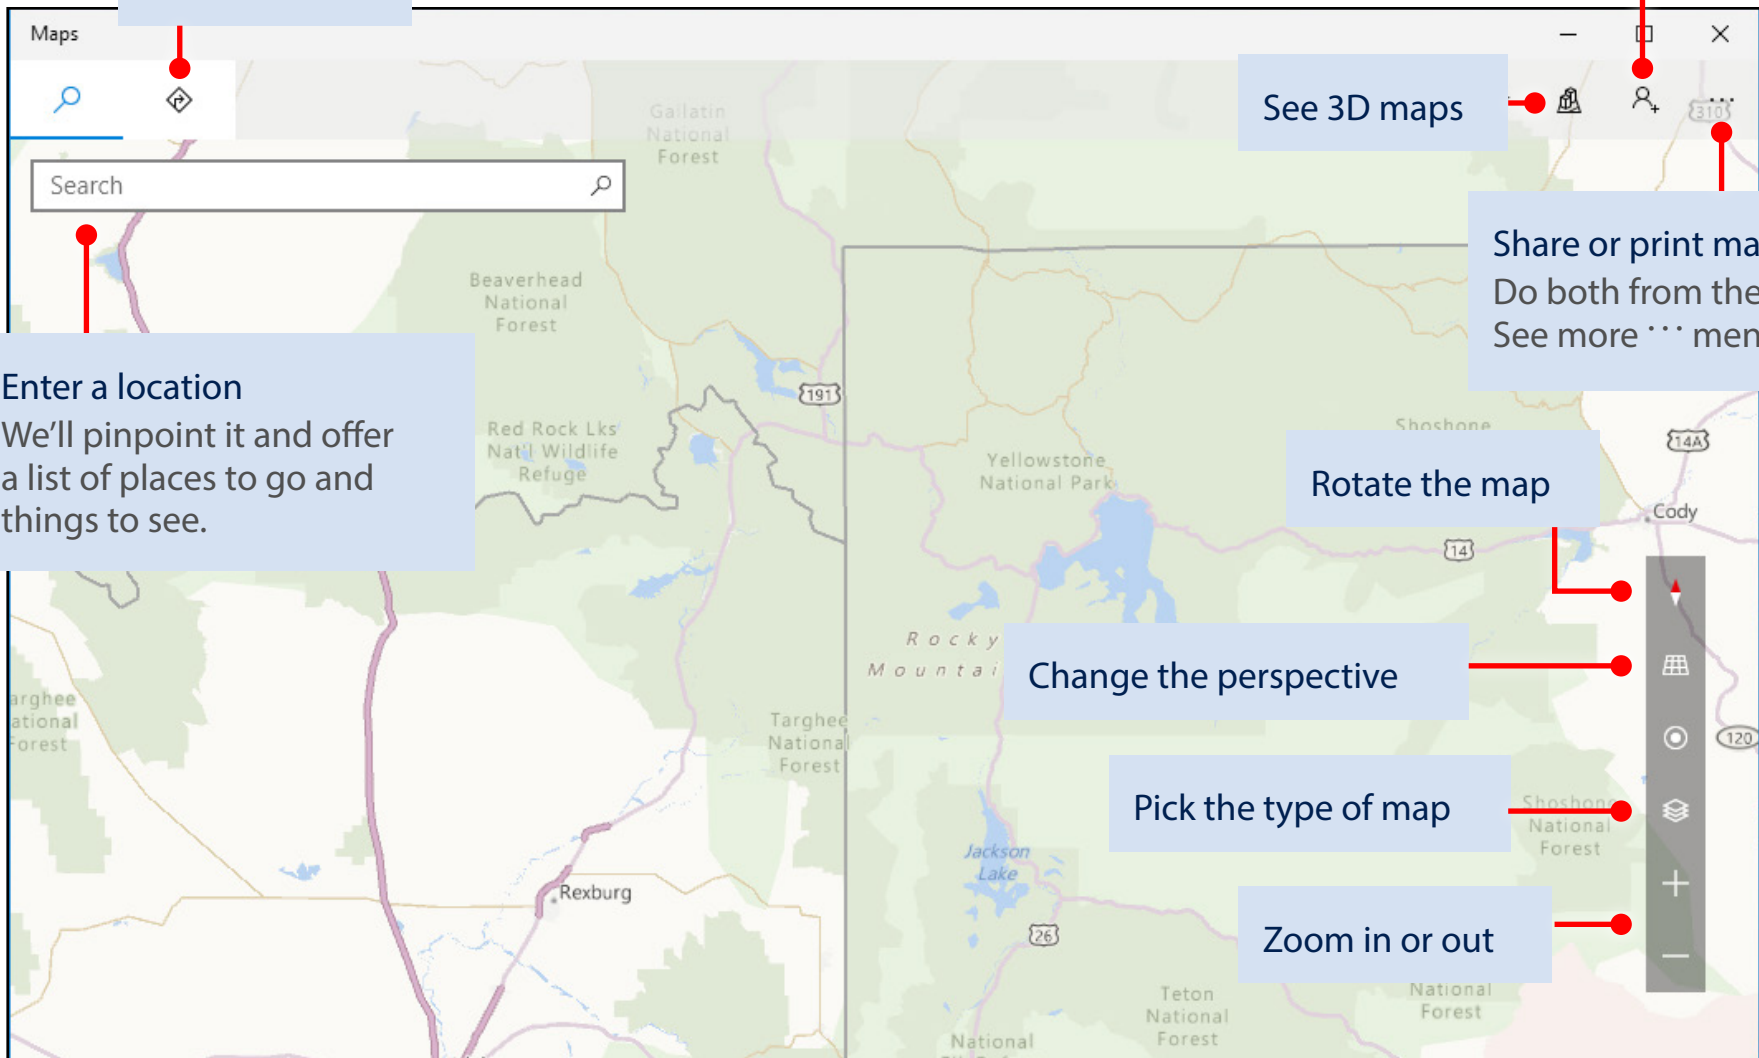 Maps
See 3D maps
310
Search
Share or print ma
Do both from the
See more ··· men
Enter a location
We'll pinpoint it and offer
a list of places to go and
things to see.
Gallatin
National
Forest
Beaverhead
National
Forest
191
Red Rock Lks
Nat'l Wildlife
Refuge
Yellowstone
National Park
Shoshone
14A
Rotate the map
Cody
14
Rocky
Mountai
Change the perspective
arghee
ational
Forest
Targhee
National
Forest
120
Pick the type of map
Shoshone
National
Forest
Jackson
Lake
Rexburg
26
Zoom in or out
Teton
National
Forest
National
Forest
National